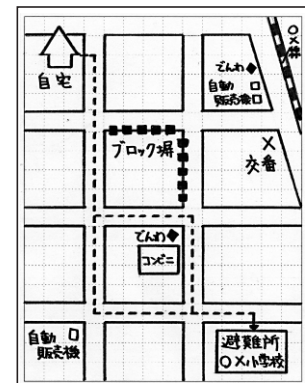 自宅
でんわ
自動
販売機
○×線
ブロック塀
×
交番
でんわ
コンビニ
自動
販売機
避難所
○×小学校